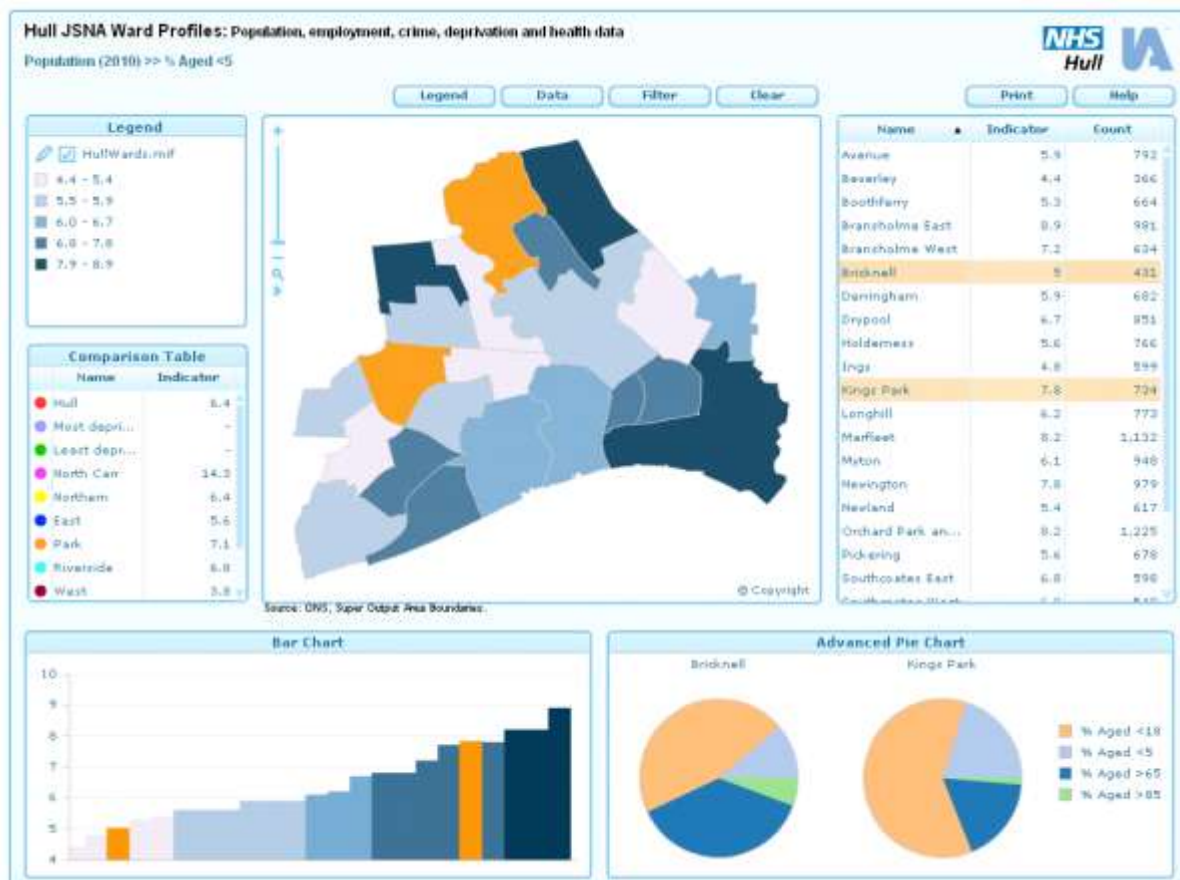 Hull JSNA Ward Profiles: Population, employment, crime, deprivation and health data
Population (2010) >> % Aged <5
NHS
Hull
IA
Legend Data Filter Clear Print Help
Legend
HullWards.mif
4.4 - 5.4
5.5 - 5.9
6.0 - 6.7
6.8 - 7.8
7.9 - 8.9
Comparison Table
Name Indicator
Hull 6.4
Most depri... -
Least depr... -
North Carr 14.3
Northern 6.4
East 5.6
Park 7.1
Riverside 6.8
West 3.8
© Copyright
Source: ONS, Super Output Area Boundaries.
Name Indicator Count
Avenue 5.9 792
Beverley 4.4 366
Boothferry 5.3 664
Bransholme East 8.9 981
Bransholme West 7.2 634
Bricknell 5 431
Derringham 5.9 682
Drypool 6.7 851
Holderness 5.6 766
Ings 4.8 599
Kings Park 7.8 724
Longhill 6.2 773
Marfleet 8.2 1,132
Myton 6.1 948
Newington 7.8 979
Newland 5.4 617
Orchard Park an... 8.2 1,225
Pickering 5.6 678
Southcoates East 6.8 598
Bar Chart
10
9
8
7
6
5
4
Advanced Pie Chart
Bricknell Kings Park
% Aged <18
% Aged <5
% Aged >65
% Aged >85